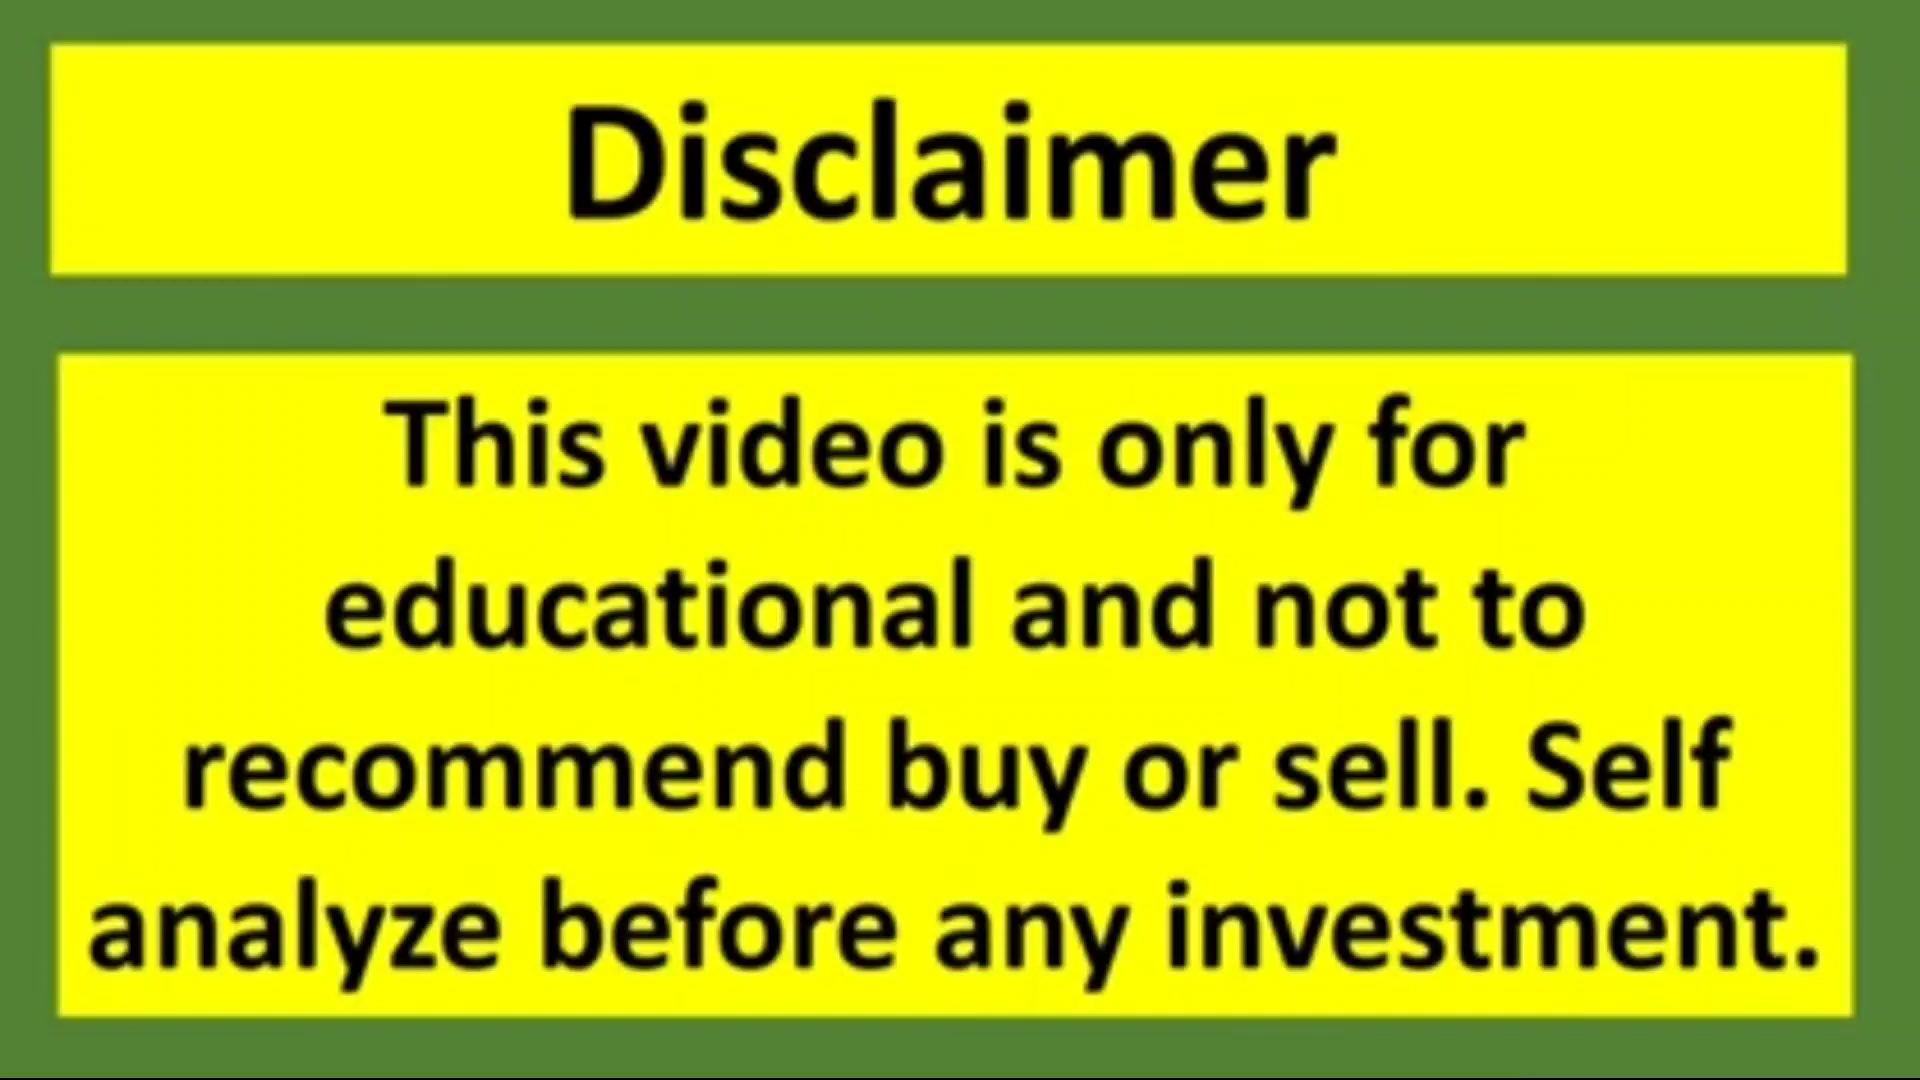 Disclaimer
This video is only for
educational and not to
recommend buy or sell. Self
analyze before any investment.